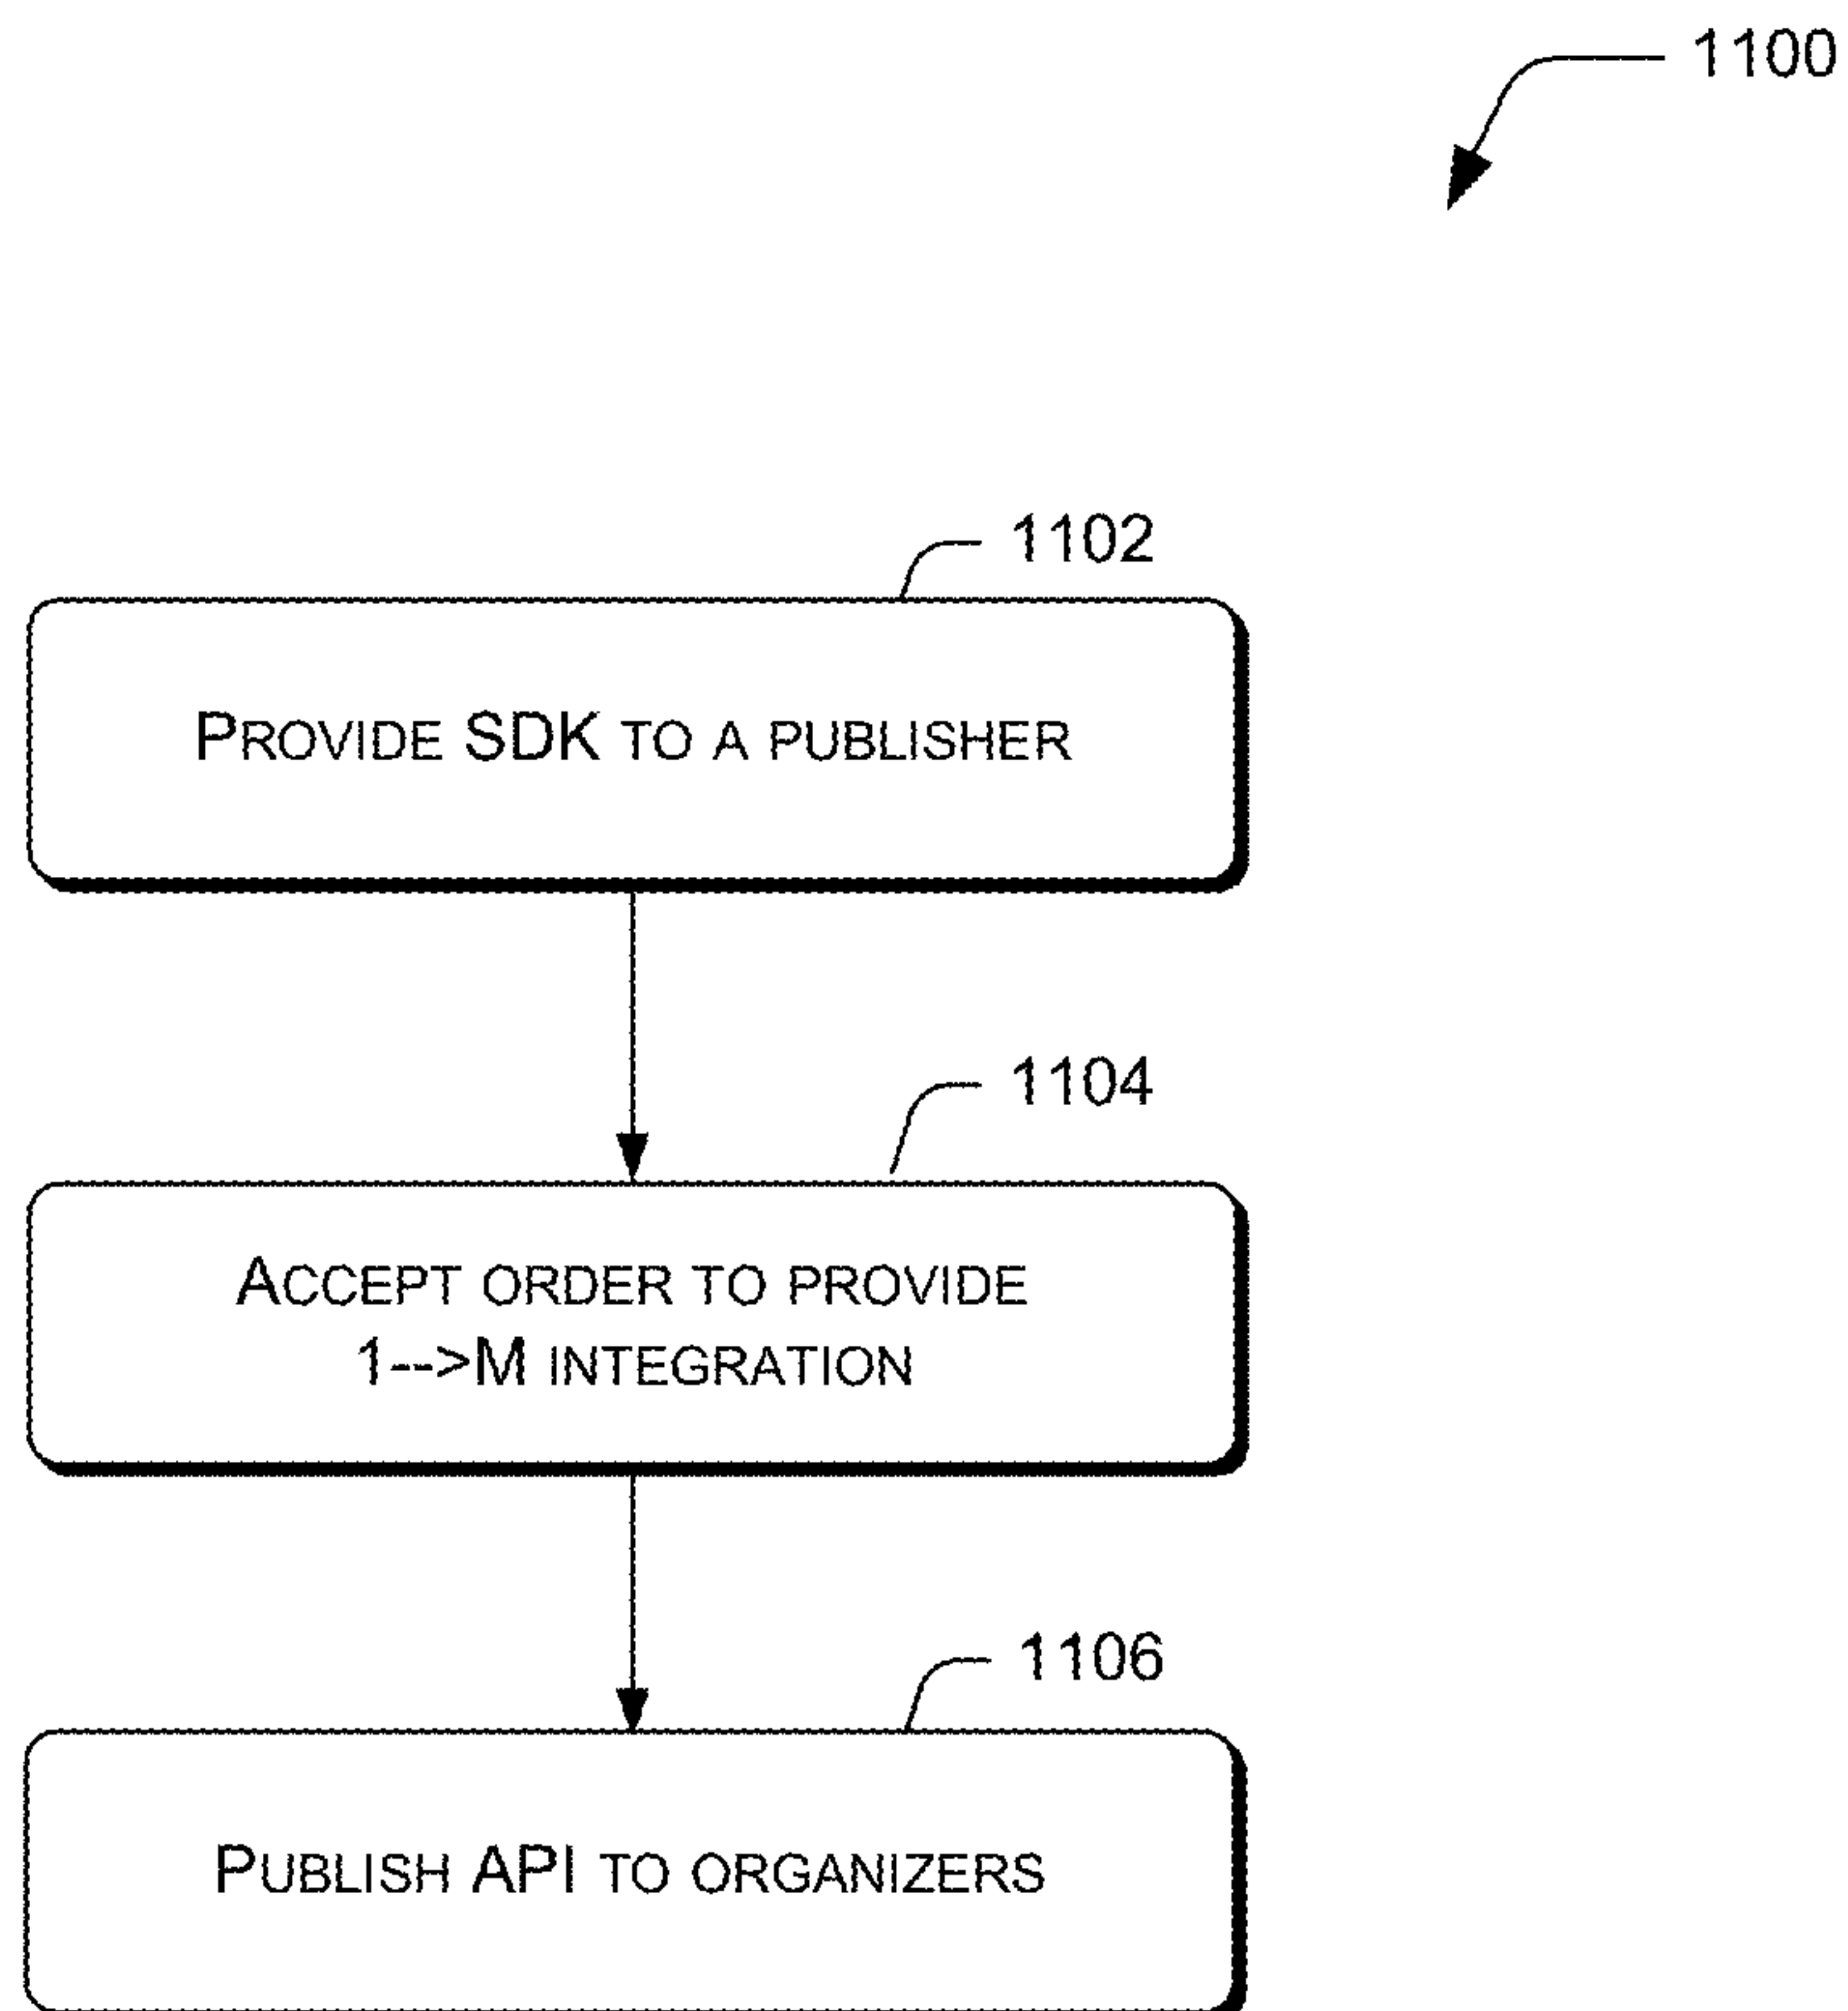 1100
1102
PROVIDE SDK TO A PUBLISHER
1104
ACCEPT ORDER TO PROVIDE
1-->M INTEGRATION
1106
PUBLISH API TO ORGANIZERS